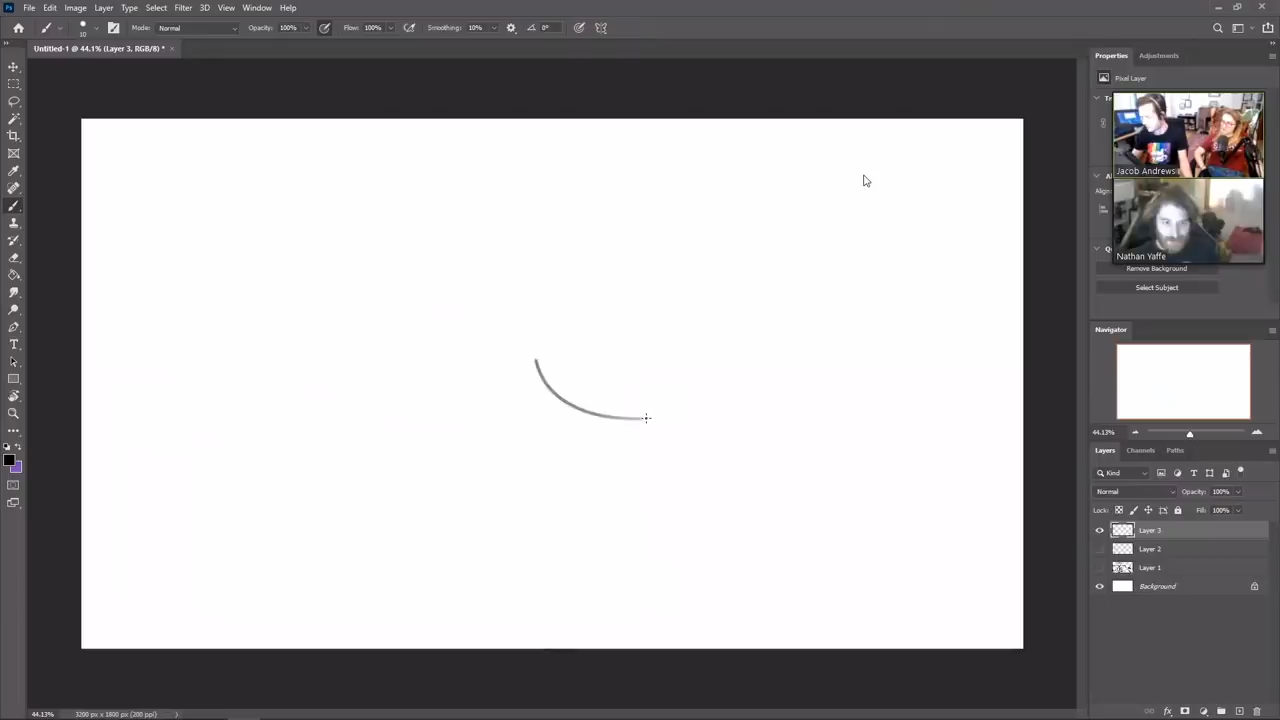 File Edit Image Layer Type Select Filter 3D View Window Help
10 Mode: Normal Opacity: 100% Flow: 100% Smoothing: 10% 0°
Untitled-1 @ 44.1% (Layer 3, RGB/8) *
Properties Adjustments
Pixel Layer
Jacob Andrews
Nathan Yaffe
Remove Background
Select Subject
Navigator
44.13%
Layers Channels Paths
Kind
Normal Opacity: 100%
Lock: Fill: 100%
Layer 3
Layer 2
Layer 1
Background
44.13% 3200 px x 1800 px (200 ppi)